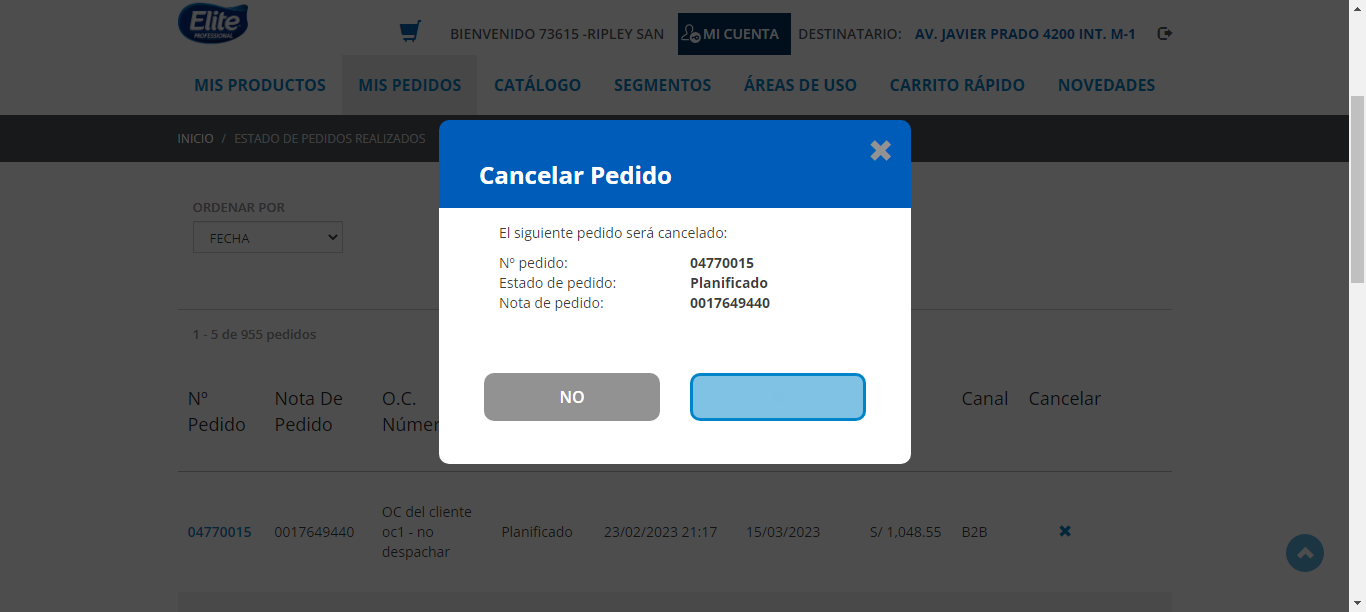 Elite
PROFESSIONAL
BIENVENIDO 73615 -RIPLEY SAN
MI CUENTA
DESTINATARIO: AV. JAVIER PRADO 4200 INT. M-1
MIS PRODUCTOS MIS PEDIDOS CATÁLOGO SEGMENTOS ÁREAS DE USO CARRITO RÁPIDO NOVEDADES
INICIO / ESTADO DE PEDIDOS REALIZADOS
Cancelar Pedido
ORDENAR POR
FECHA
El siguiente pedido será cancelado:
Nº pedido: 04770015
Estado de pedido: Planificado
Nota de pedido: 0017649440
1 - 5 de 955 pedidos
NO
Nº Pedido
Nota De Pedido
O.C. Númer
Canal
Cancelar
04770015
0017649440
OC del cliente
oc1 - no
despachar
Planificado
23/02/2023 21:17
15/03/2023
S/ 1,048.55
B2B